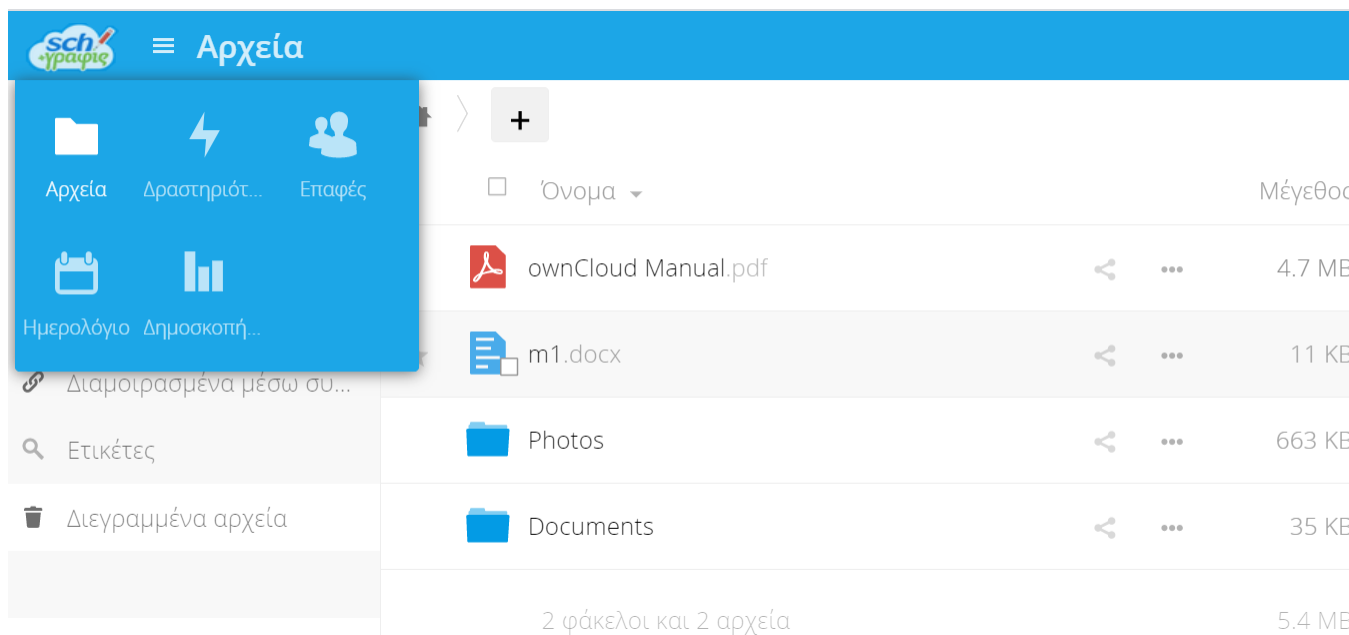 sch
γραφις
Αρχεία
Αρχεία
Δραστηριότ...
Επαφές
Ημερολόγιο
Δημοσκοπή...
Διαμοιρασμένα μέσω συ...
Ετικέτες
Διεγραμμένα αρχεία
+
Όνομα
Μέγεθος
ownCloud Manual.pdf 4.7 MB
m1.docx 11 KB
Photos 663 KB
Documents 35 KB
2 φάκελοι και 2 αρχεία 5.4 MB